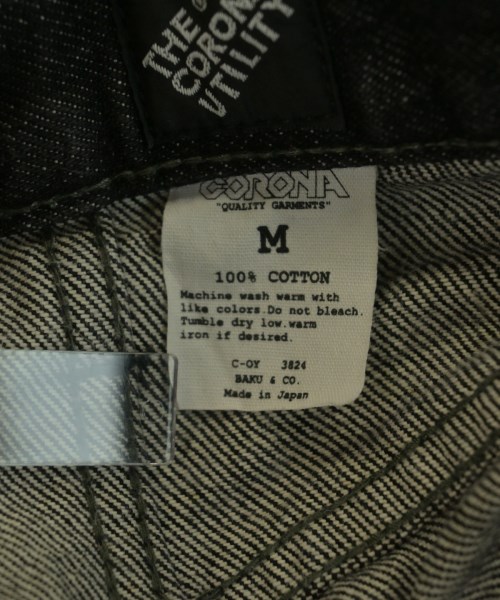 THE
CORONA
UTILITY
CORONA
"QUALITY GARMENTS"
M
100% COTTON
Machine wash warm with
like colors.Do not bleach.
Tumble dry low.warm
iron if desired.
C-OY 3824
BAKU & CO.
Made in Japan